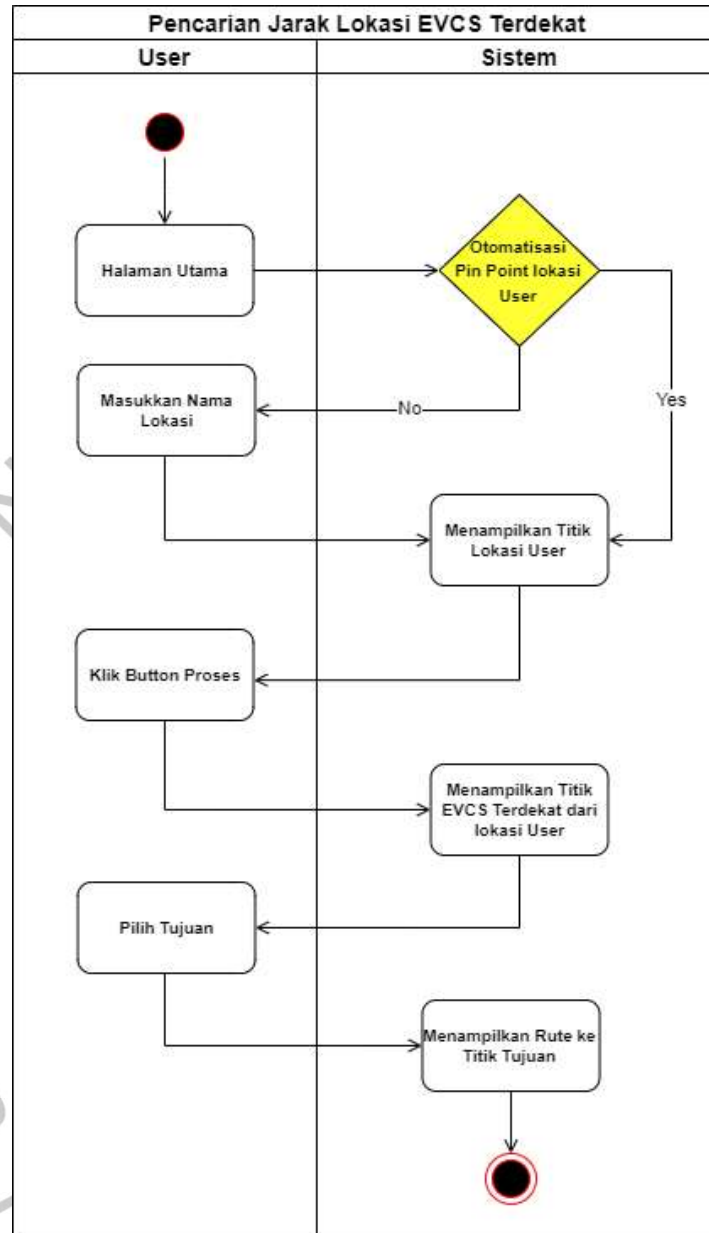 Pencarian Jarak Lokasi EVCS Terdekat
User
Sistem
Otomatisasi
Pin Point lokasi
User
Halaman Utama
Masukkan Nama
Lokasi
No
Yes
Menampilkan Titik
Lokasi User
Klik Button Proses
Menampilkan Titik
EVCS Terdekat dari
lokasi User
Pilih Tujuan
Menampilkan Rute ke
Titik Tujuan